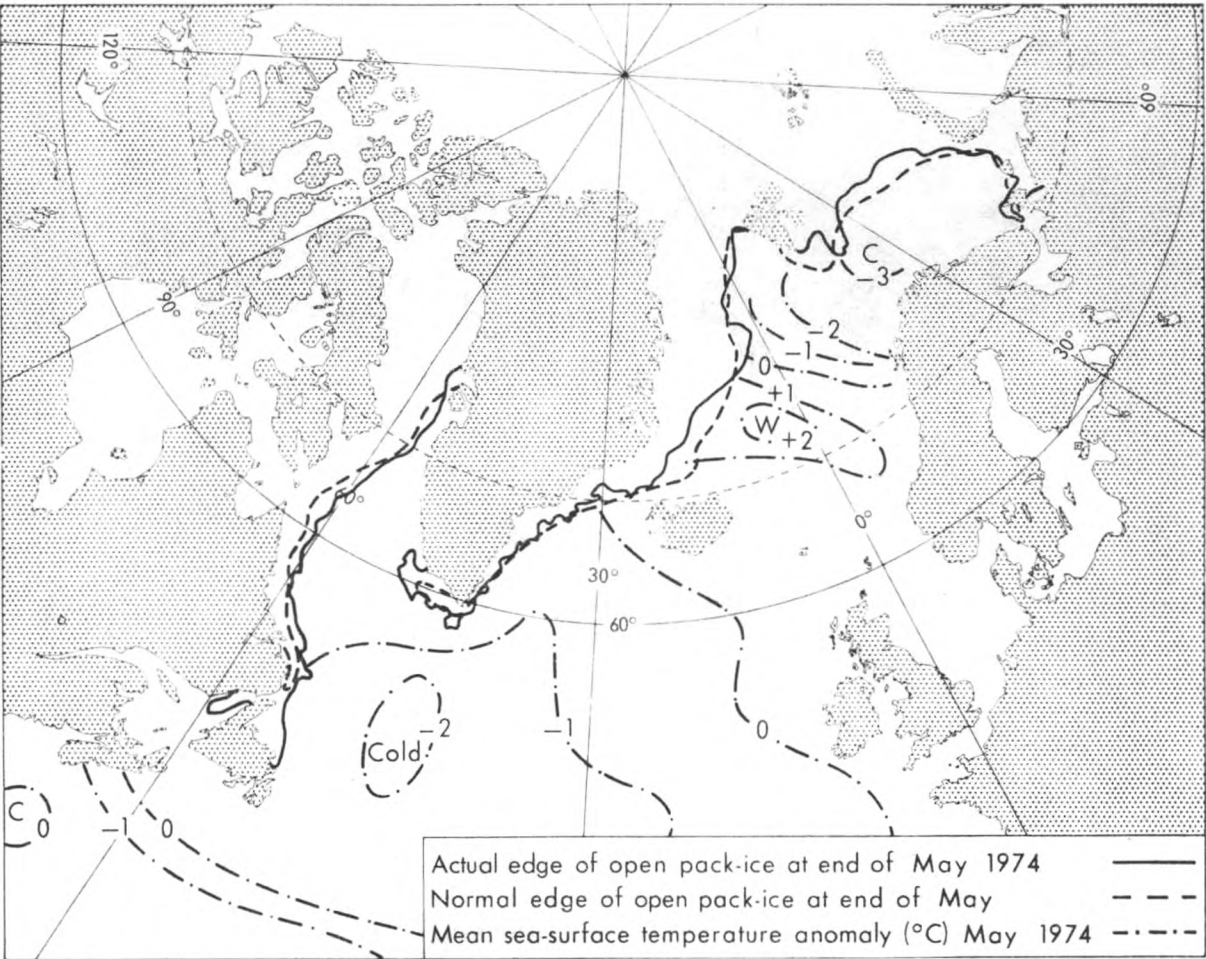 120°
60°
90°
C
−3
−2
−1
0
+1
W
+2
30°
0°
30°
60°
Cold
−2
−1
0
C
0
−1
0
Actual edge of open pack-ice at end of May 1974
Normal edge of open pack-ice at end of May
Mean sea-surface temperature anomaly (°C) May 1974